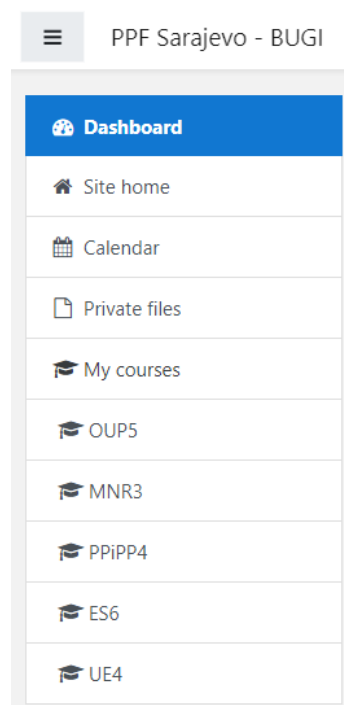 PPF Sarajevo - BUGI
Dashboard
Site home
Calendar
Private files
My courses
OUP5
MNR3
PPiPP4
ES6
UE4